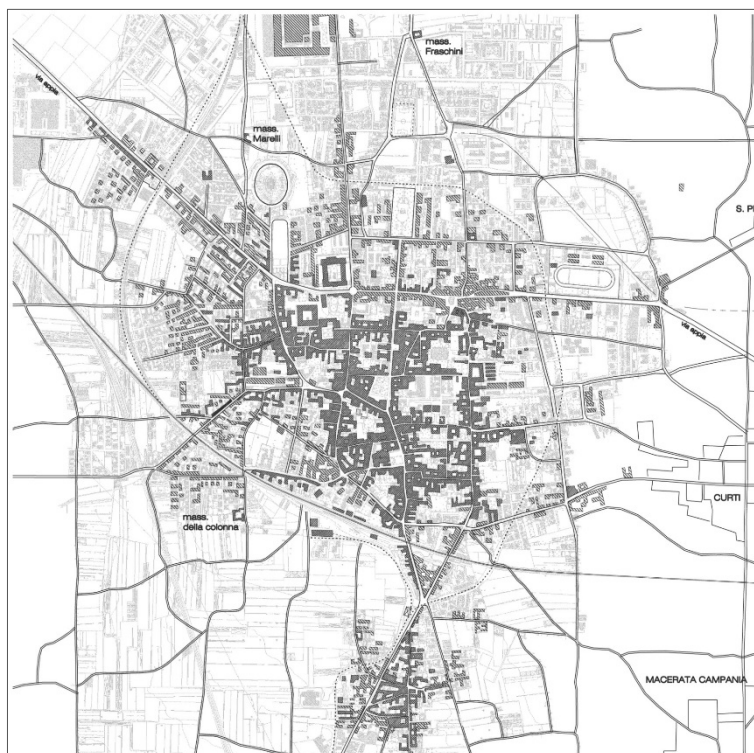 mass.
Fraschini
via appia
mass.
Marelli
S. P
via appia
CURTI
mass.
della colonna
MACERATA CAMPANIA